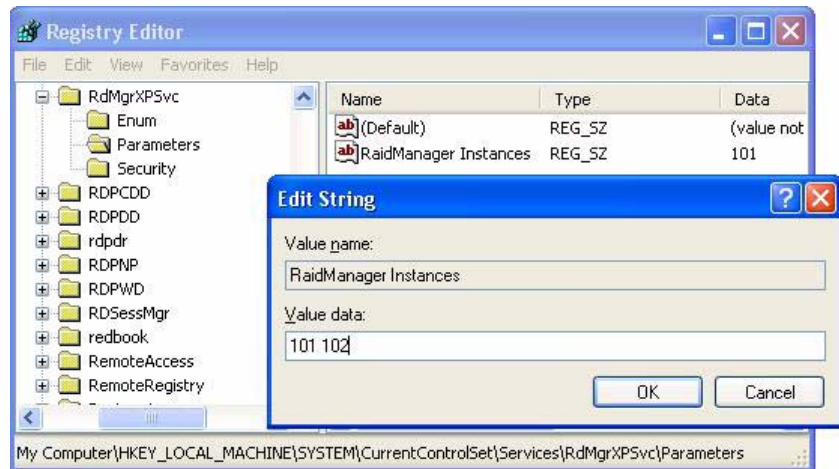 Registry Editor
File Edit View Favorites Help
RdMgrXPSvc
Enum
Parameters
Security
RDPCDD
RDPDD
rdpdr
RDPNP
RDPWD
RDSessMgr
redbook
RemoteAccess
RemoteRegistry
Name Type Data
(Default) REG_SZ (value not
RaidManager Instances REG_SZ 101
Edit String
Value name:
RaidManager Instances
Value data:
101 102
OK Cancel
My Computer\HKEY_LOCAL_MACHINE\SYSTEM\CurrentControlSet\Services\RdMgrXPSvc\Parameters